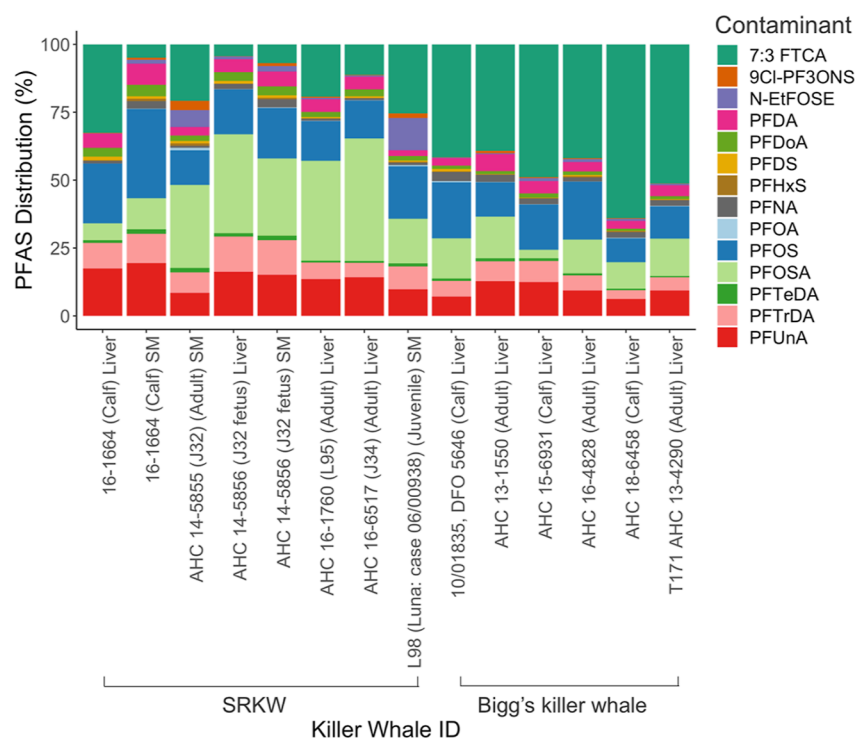 Contaminant
7:3 FTCA
9Cl-PF3ONS
N-EtFOSE
PFDA
PFDoA
PFDS
PFHxS
PFNA
PFOA
PFOS
PFOSA
PFTeDA
PFTrDA
PFUnA
PFAS Distribution (%)
100
75
50
25
0
16-1664 (Calf) Liver
16-1664 (Calf) SM
AHC 14-5855 (J32) (Adult) SM
AHC 14-5856 (J32 fetus) Liver
AHC 14-5856 (J32 fetus) SM
AHC 16-1760 (L95) (Adult) Liver
AHC 16-6517 (J34) (Adult) Liver
L98 (Luna: case 06/00938) (Juvenile) SM
10/01835, DFO 5646 (Calf) Liver
AHC 13-1550 (Adult) Liver
AHC 15-6931 (Calf) Liver
AHC 16-4828 (Adult) Liver
AHC 18-6458 (Calf) Liver
T171 AHC 13-4290 (Adult) Liver
SRKW
Bigg's killer whale
Killer Whale ID